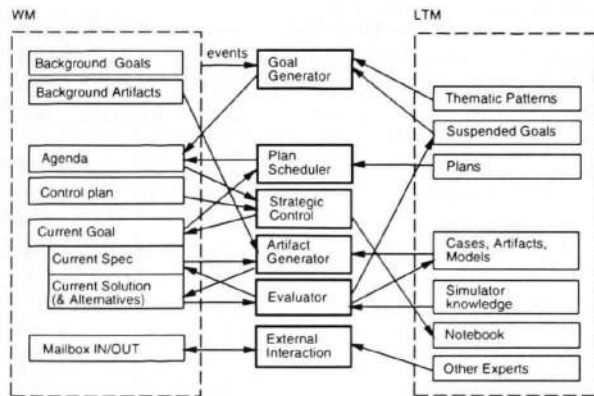 WM
LTM
events
Background Goals
Background Artifacts
Agenda
Control plan
Current Goal
Current Spec
Current Solution
(& Alternatives)
Mailbox IN/OUT
Goal
Generator
Plan
Scheduler
Strategic
Control
Artifact
Generator
Evaluator
External
Interaction
Thematic Patterns
Suspended Goals
Plans
Cases, Artifacts,
Models
Simulator
knowledge
Notebook
Other Experts